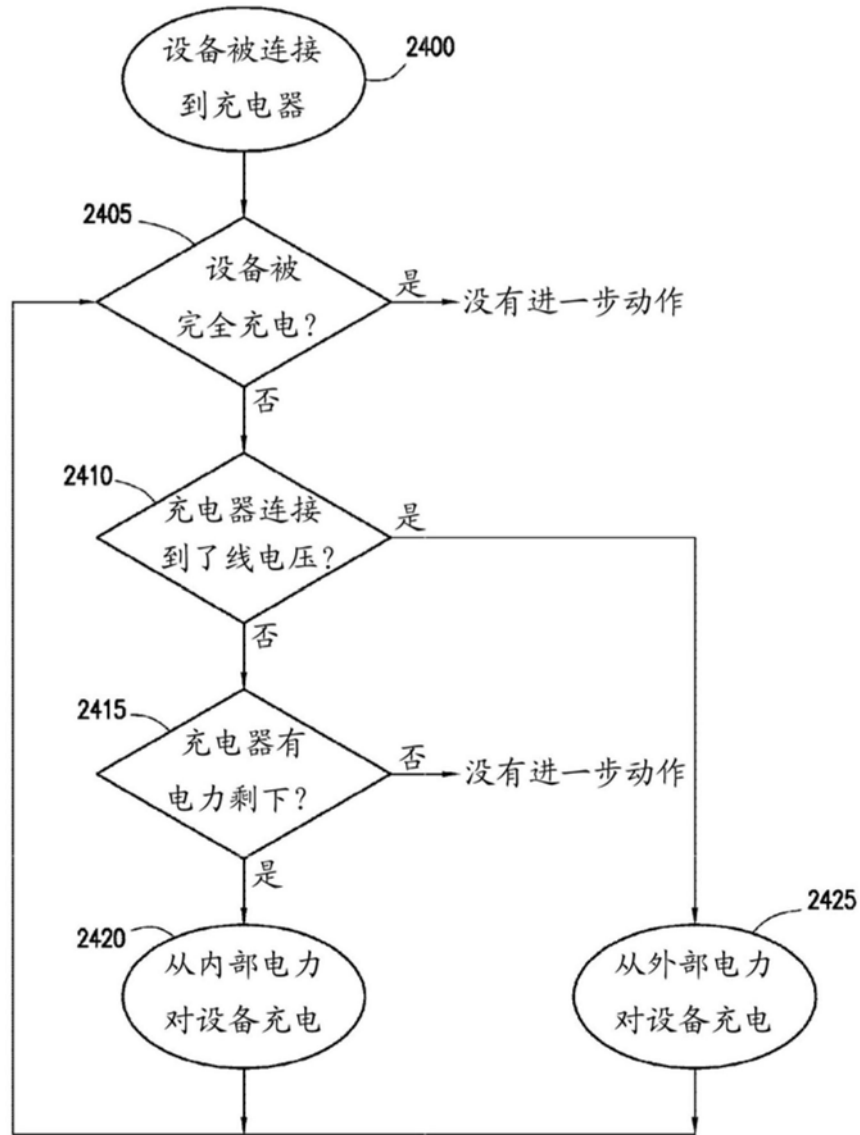 设备被连接
到充电器
2400
2405
设备被
完全充电?
是
没有进一步动作
否
2410
充电器连接
到了线电压?
是
否
2415
充电器有
电力剩下?
否
没有进一步动作
是
2420
从内部电力
对设备充电
2425
从外部电力
对设备充电